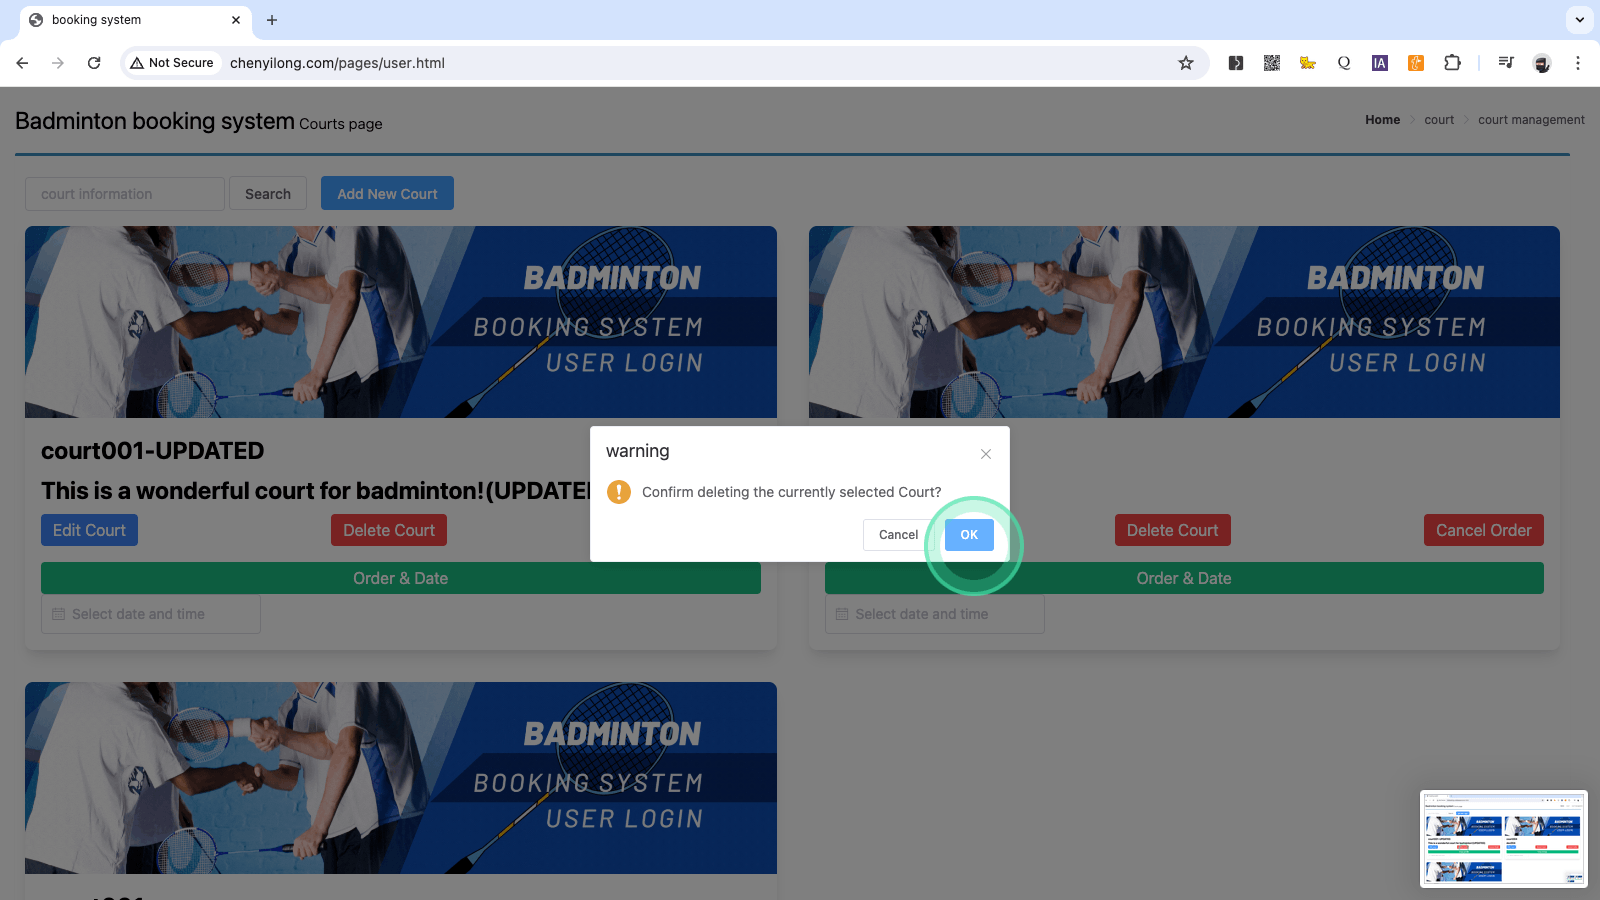 booking system
Not Secure
chenyilong.com/pages/user.html
IA
Badminton booking system Courts page
Home court court management
court information Search Add New Court
BADMINTON
BOOKING SYSTEM
USER LOGIN
BADMINTON
BOOKING SYSTEM
USER LOGIN
court001-UPDATED
This is a wonderful court for badminton!(UPDATE
Edit Court Delete Court
Order & Date
Select date and time
warning
Confirm deleting the currently selected Court?
Cancel OK
Delete Court Cancel Order
Order & Date
Select date and time
BADMINTON
BOOKING SYSTEM
USER LOGIN